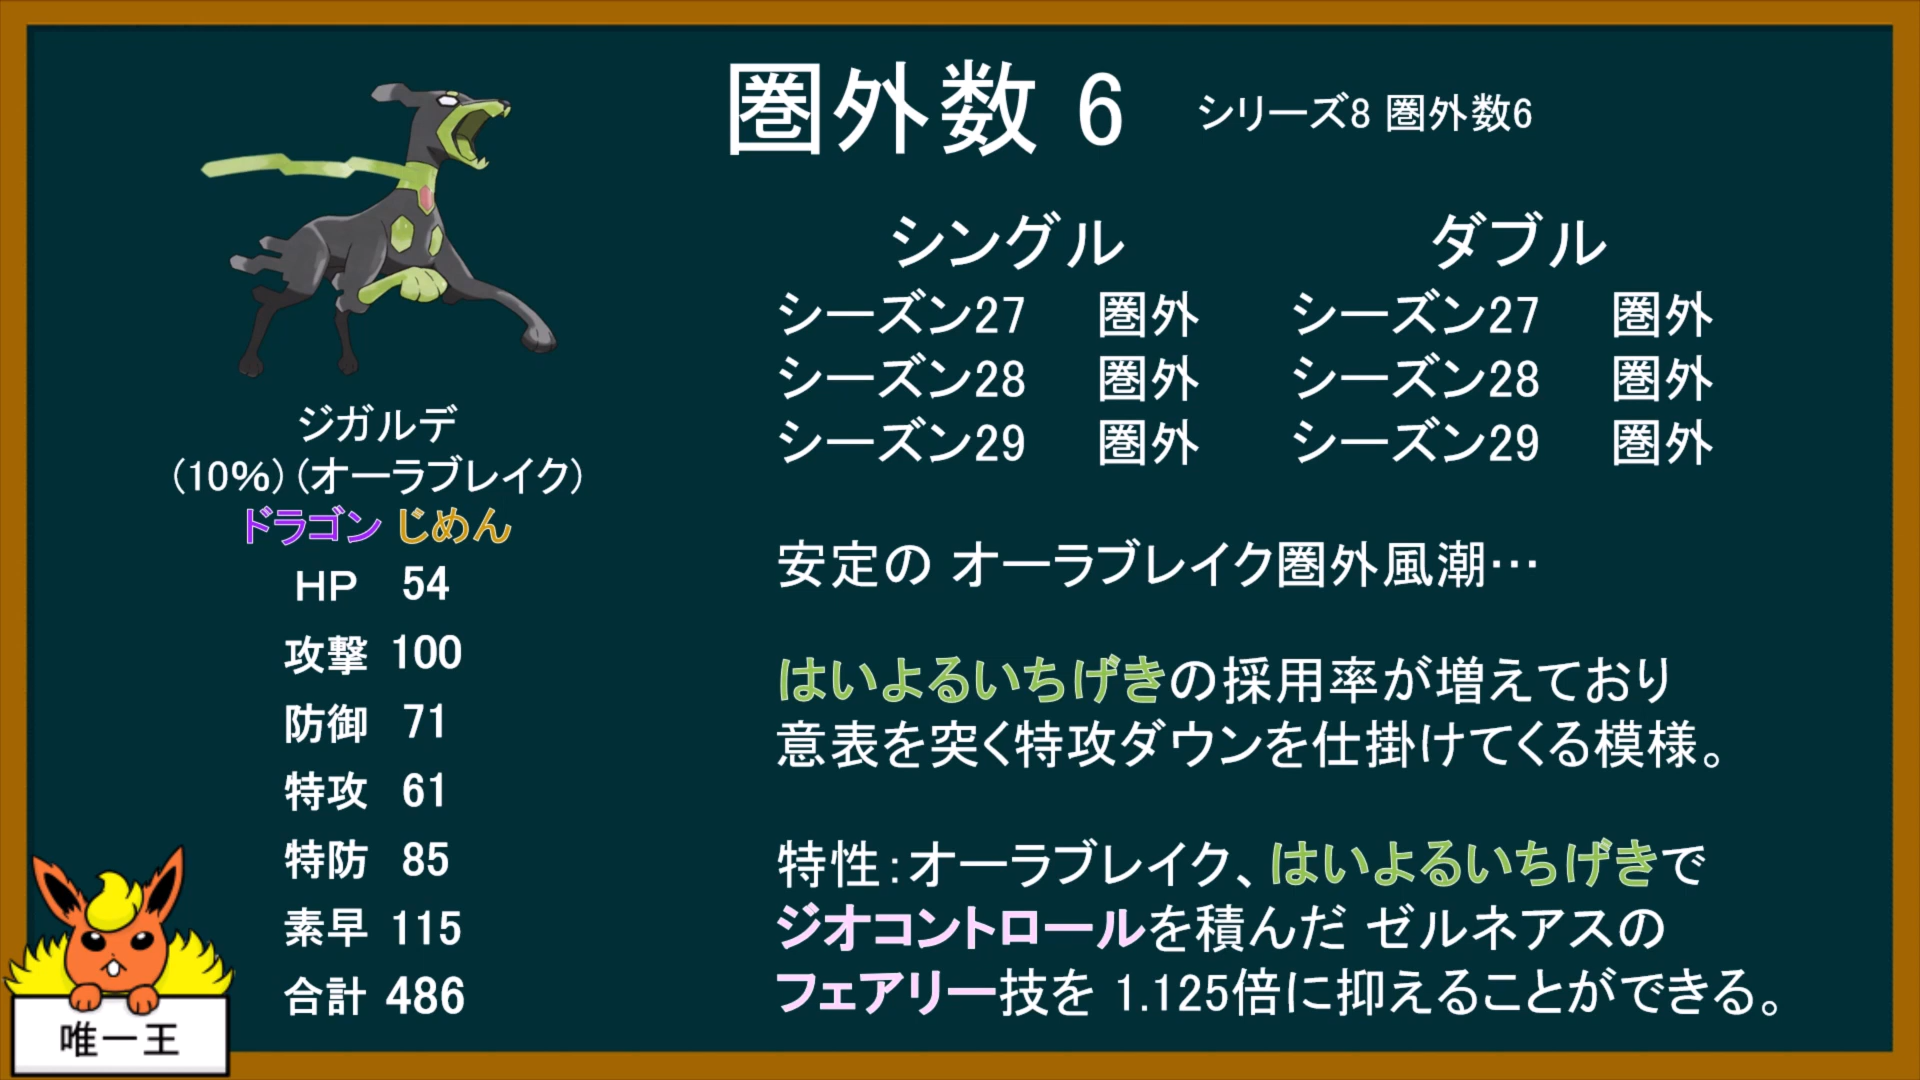 圏外数 6 シリーズ8 圏外数6
シングル
シーズン27 圏外
シーズン28 圏外
シーズン29 圏外
ダブル
シーズン27 圏外
シーズン28 圏外
シーズン29 圏外
ジガルデ
(10%)(オーラブレイク)
ドラゴン じめん
HP 54
攻撃 100
防御 71
特攻 61
特防 85
素早 115
合計 486
安定の オーラブレイク圏外風潮…
はいよるいちげきの採用率が増えており
意表を突く特攻ダウンを仕掛けてくる模様。
特性:オーラブレイク、はいよるいちげきで
ジオコントロールを積んだ ゼルネアスの
フェアリー技を 1.125倍に抑えることができる。
唯一王